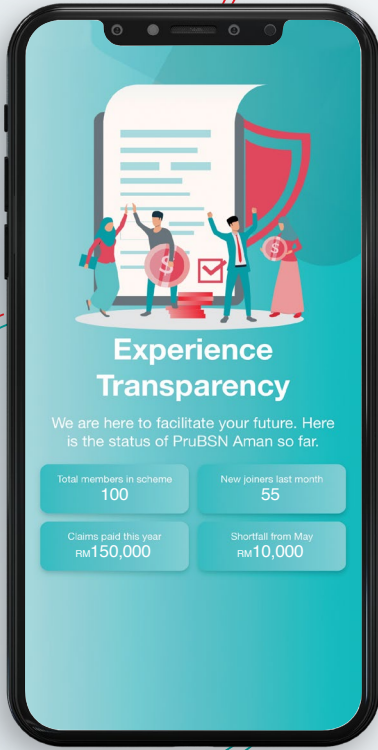 Experience
Transparency
We are here to facilitate your future. Here
is the status of PruBSN Aman so far.
Total members in scheme
100
New joiners last month
55
Claims paid this year
RM150,000
Shortfall from May
RM10,000
$
$